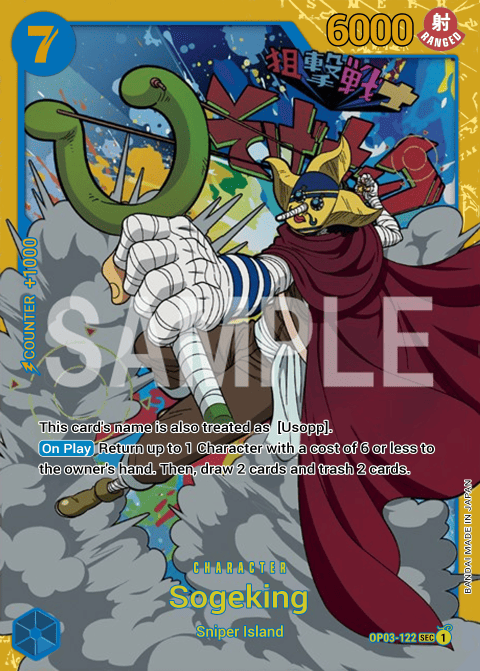 7
6000
射
RANGED
狙撃戦
COUNTER +1000
SAMPLE
This card's name is also treated as [Usopp].
On Play Return up to 1 Character with a cost of 6 or less to
the owner's hand. Then, draw 2 cards and trash 2 cards.
BANDAI MADE IN JAPAN
CHARACTER
Sogeking
Sniper Island
OP03-122 SEC 1